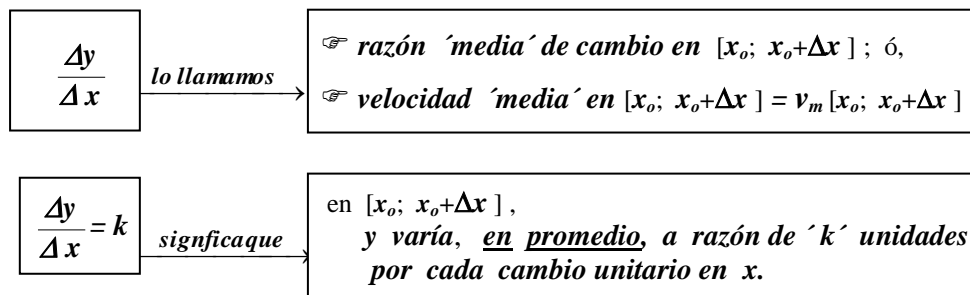 Δy
Δ x
lo llamamos
☞ razón ´media´ de cambio en [xₒ; xₒ+Δx ] ; ó,
☞ velocidad ´media´ en [xₒ; xₒ+Δx ] = vₘ [xₒ; xₒ+Δx ]
Δy
Δ x
= k
signficaque
en [xₒ; xₒ+Δx ] ,
y varía, en promedio, a razón de ´k´ unidades
por cada cambio unitario en x.